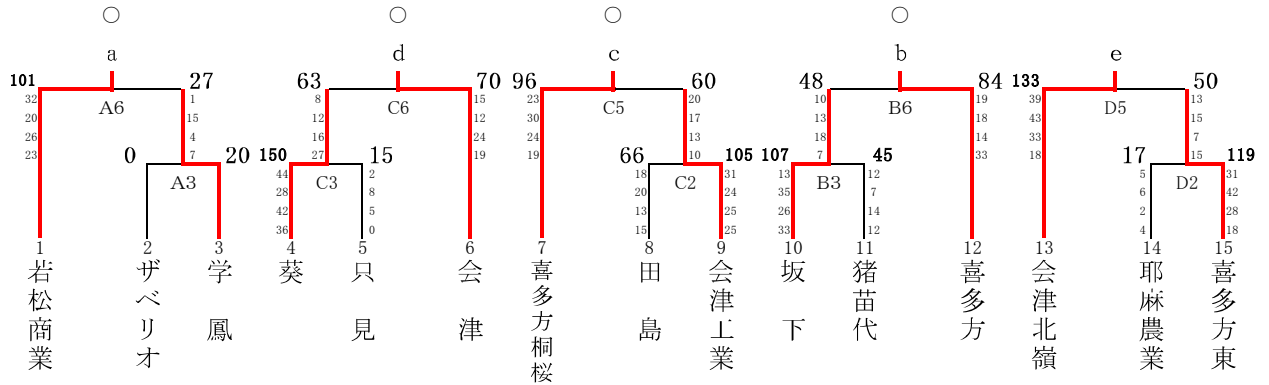 ○ ○ ○ ○
a d c b e
101 27 63 70 96 60 48 84 133 50
32 1 8 15 23 20 10 19 39 13
A6 C6 C5 B6 D5
20 15 12 12 30 17 13 18 43 15
26 4 16 24 24 13 18 14 33 7
23 7 27 19 19 10 7 33 18 15
0 20 150 15 66 105 107 45 17 119
44 2 18 31 13 12 5 31
A3 C3 C2 B3 D2
28 8 20 24 35 7 6 42
42 5 13 25 26 14 2 28
36 0 15 25 33 12 4 18
1 2 3 4 5 6 7 8 9 10 11 12 13 14 15
若松商業
ザベリオ
学鳳
葵
只見
会津
喜多方桐桜
田島
会津工業
坂下
猪苗代
喜多方
会津北嶺
耶麻農業
喜多方東